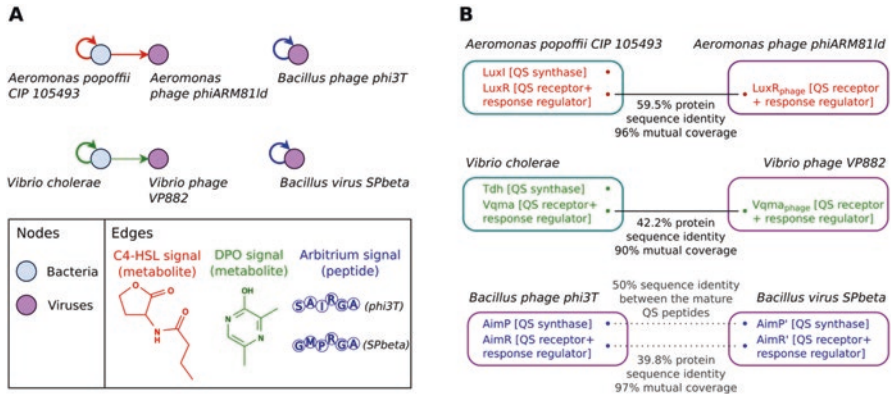 A
Aeromonas popoffii
CIP 105493
Aeromonas
phage phiARM81ld
Bacillus phage phi3T
Vibrio cholerae
Vibrio phage
VP882
Bacillus virus SPbeta
Nodes
Bacteria
Viruses
Edges
C4-HSL signal
(metabolite)
DPO signal
(metabolite)
Arbitrium signal
(peptide)
O
O
N
H
O
OH
N
N
SAIRGA (phi3T)
GMPRGA (SPbeta)
B
Aeromonas popoffii CIP 105493
Aeromonas phage phiARM81ld
LuxI [QS synthase]
LuxR [QS receptor+
response regulator]
LuxRphage [QS receptor
+ response regulator]
59.5% protein
sequence identity
96% mutual coverage
Vibrio cholerae
Vibrio phage VP882
Tdh [QS synthase]
Vqma [QS receptor+
response regulator]
Vqmaphage [QS receptor
+ response regulator]
42.2% protein
sequence identity
90% mutual coverage
Bacillus phage phi3T
50% sequence identity
between the mature
QS peptides
Bacillus virus SPbeta
AimP [QS synthase]
AimR [QS receptor+
response regulator]
AimP' [QS synthase]
AimR' [QS receptor+
response regulator]
39.8% protein
sequence identity
97% mutual coverage